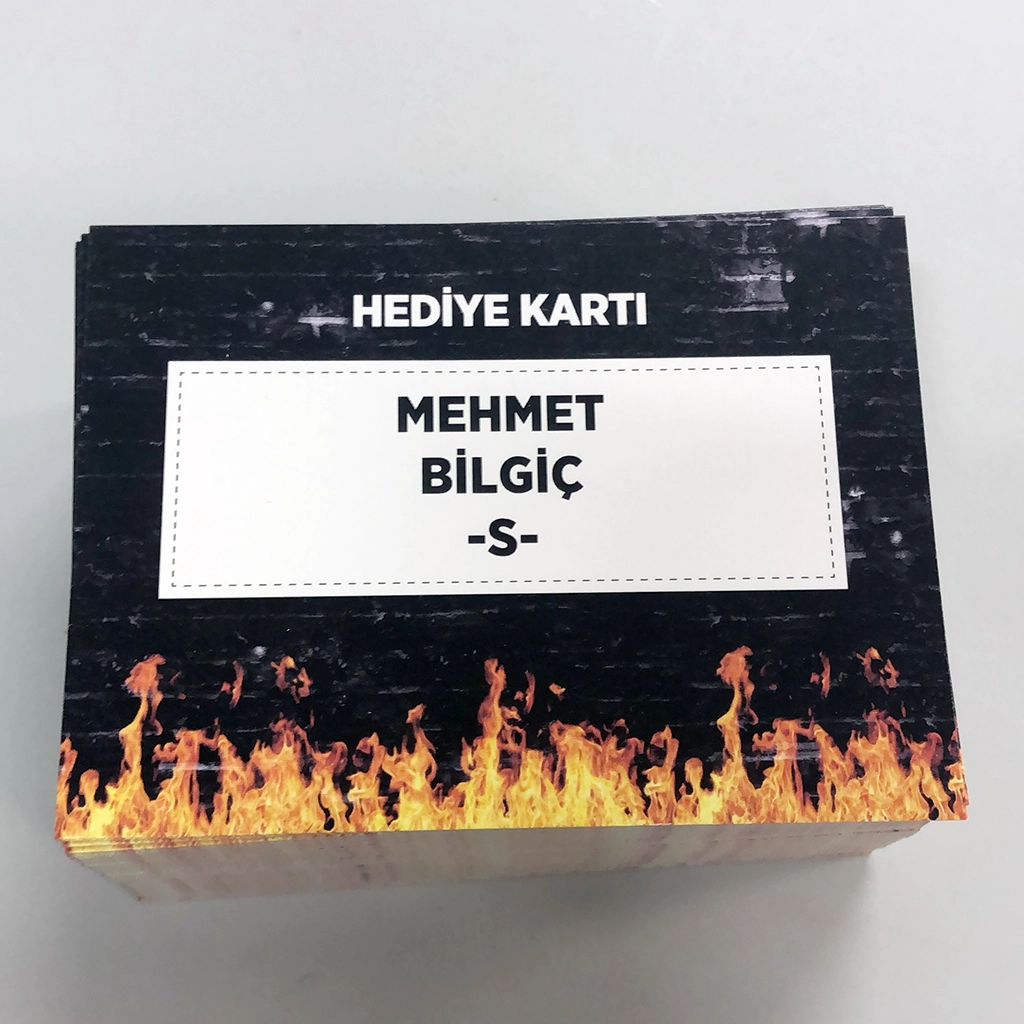 HEDİYE KARTI
MEHMET
BİLGİÇ
-S-